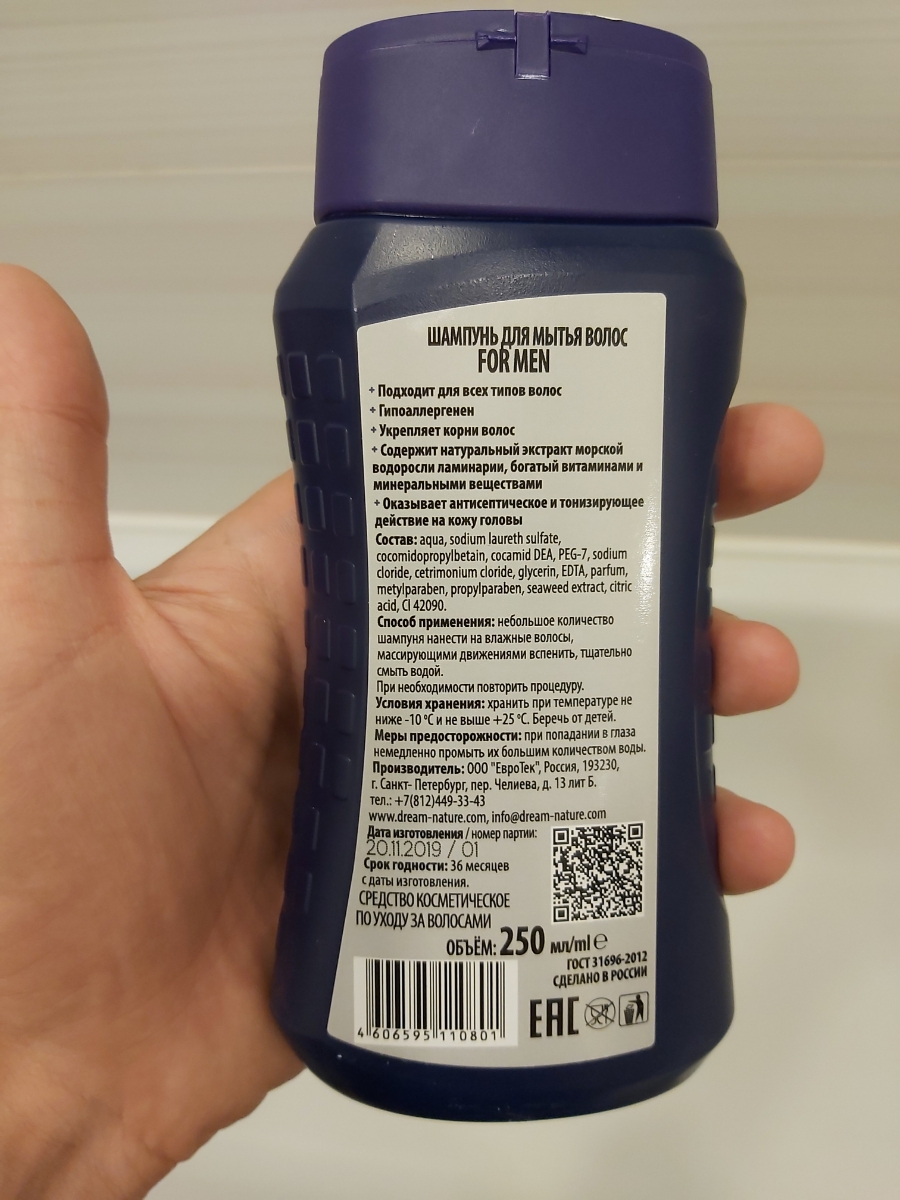 ШАМПУНЬ ДЛЯ МЫТЬЯ ВОЛОС
FOR MEN
+ Подходит для всех типов волос
+ Гипоаллергенен
+ Укрепляет корни волос
+ Содержит натуральный экстракт морской
водоросли ламинарии, богатый витаминами и
минеральными веществами
+ Оказывает антисептическое и тонизирующее
действие на кожу головы
Состав: aqua, sodium laureth sulfate,
cocomidopropylbetain, cocamid DEA, PEG-7, sodium
cloride, cetrimonium cloride, glycerin, EDTA, parfum,
metylparaben, propylparaben, seaweed extract, citric
acid, Cl 42090.
Способ применения: небольшое количество
шампуня нанести на влажные волосы,
массирующими движениями вспенить, тщательно
смыть водой.
При необходимости повторить процедуру.
Условия хранения: хранить при температуре не
ниже -10 °С и не выше +25 °С. Беречь от детей.
Меры предосторожности: при попадании в глаза
немедленно промыть их большим количеством воды.
Производитель: ООО "ЕвроТек", Россия, 193230,
г. Санкт- Петербург, пер. Челиева, д. 13 лит Б.
тел.: +7(812)449-33-43
www.dream-nature.com, info@dream-nature.com
Дата изготовления / номер партии:
20.11.2019 / 01
Срок годности: 36 месяцев
с даты изготовления.
СРЕДСТВО КОСМЕТИЧЕСКОЕ
ПО УХОДУ ЗА ВОЛОСАМИ
ОБЪЁМ: 250 мл/ml ℮
ГОСТ 31696-2012
СДЕЛАНО В РОССИИ
4 606595 110801
EAC